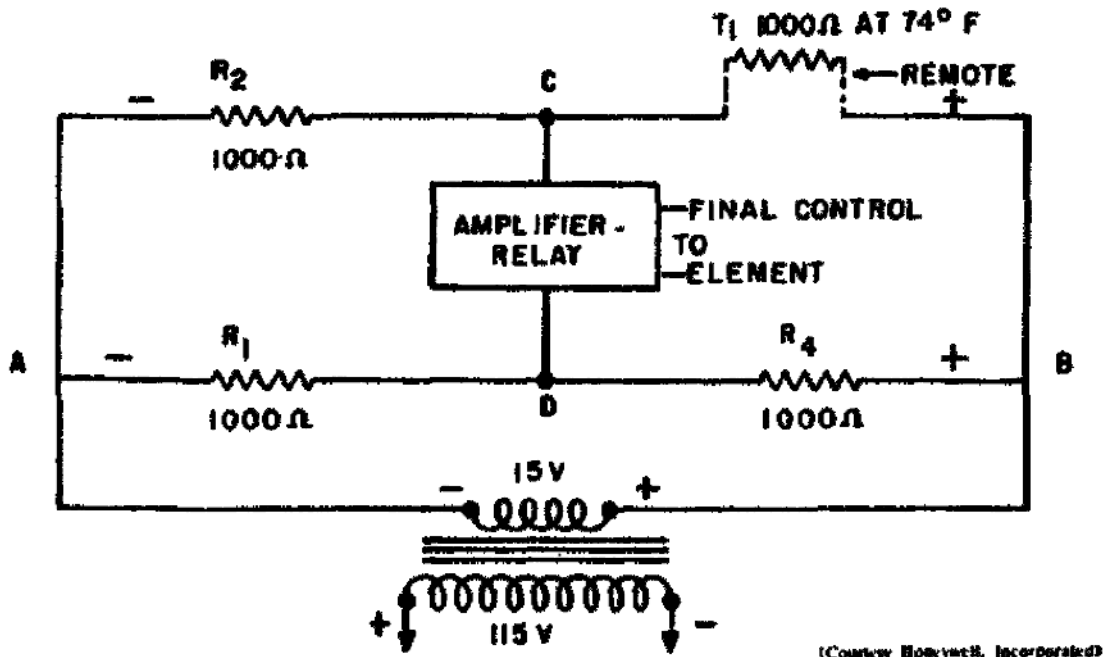 T1 1000Ω AT 74° F
R2
C
REMOTE
−
+
1000Ω
AMPLIFIER -
RELAY
FINAL CONTROL
TO
ELEMENT
A
−
R1
R4
+
B
1000Ω
D
1000Ω
15V
−
+
+
115V
−
(Courtesy Honeywell, Incorporated)